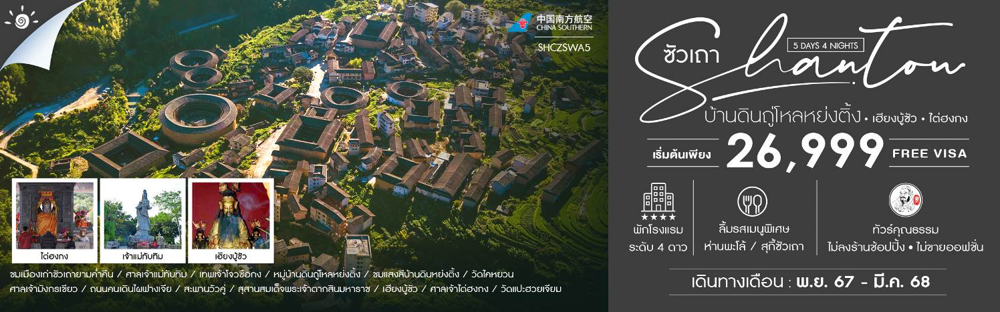 中国南方航空
CHINA SOUTHERN
SHCZSWA5
ไต่ฮงกง
เจ้าแม่ทับทิม
เฮียงบู้ซัว
ชมเมืองเก่าซัวเถายามค่ำคืน / ศาลเจ้าแม่ทับทิม / เทพเจ้าโจวซือกง / หมู่บ้านดินถู่โหลหย่งติ้ง / ชมแสงสีบ้านดินหย่งติ้ง / วัดไคหยวน
ศาลเจ้ามังกรเขียว / ถนนคนเดินไผฟางเจีย / สะพานวัวคู่ / สุสานสมเด็จพระเจ้าตากสินมหาราช / เฮียงบู้ซัว / ศาลเจ้าไต่ฮงกง / วัดแปะฮวยเจียม
Shantou
ซัวเถา
5 DAYS 4 NIGHTS
บ้านดินถู่โหลหย่งติ้ง • เฮียงบู้ซัว • ไต่ฮงกง
เริ่มต้นเพียง 26,999 FREE VISA
พักโรงแรม
ระดับ 4 ดาว
ลิ้มรสเมนูพิเศษ
ห่านพะโล้ / สุกี้ซัวเถา
ทัวร์คุณธรรม
ไม่ลงร้านช้อปปิ้ง • ไม่ขายออฟชั่น
เดินทางเดือน : พ.ย. 67 - มี.ค. 68